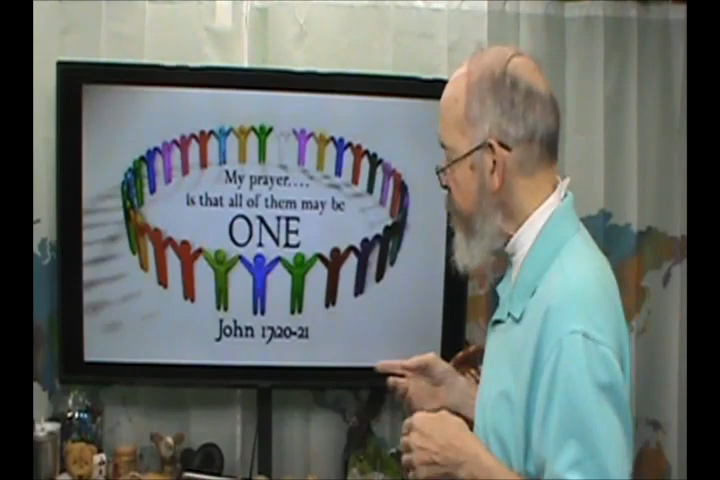 My prayer....
is that all of them may be
ONE
John 17:20-21